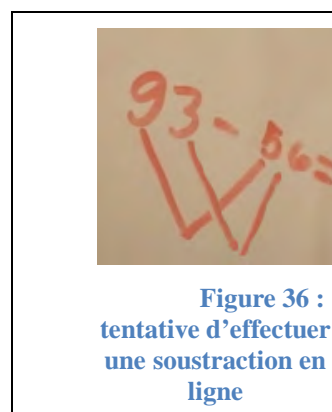 93 - 56 =
Figure 36 :
tentative d’effectuer
une soustraction en
ligne